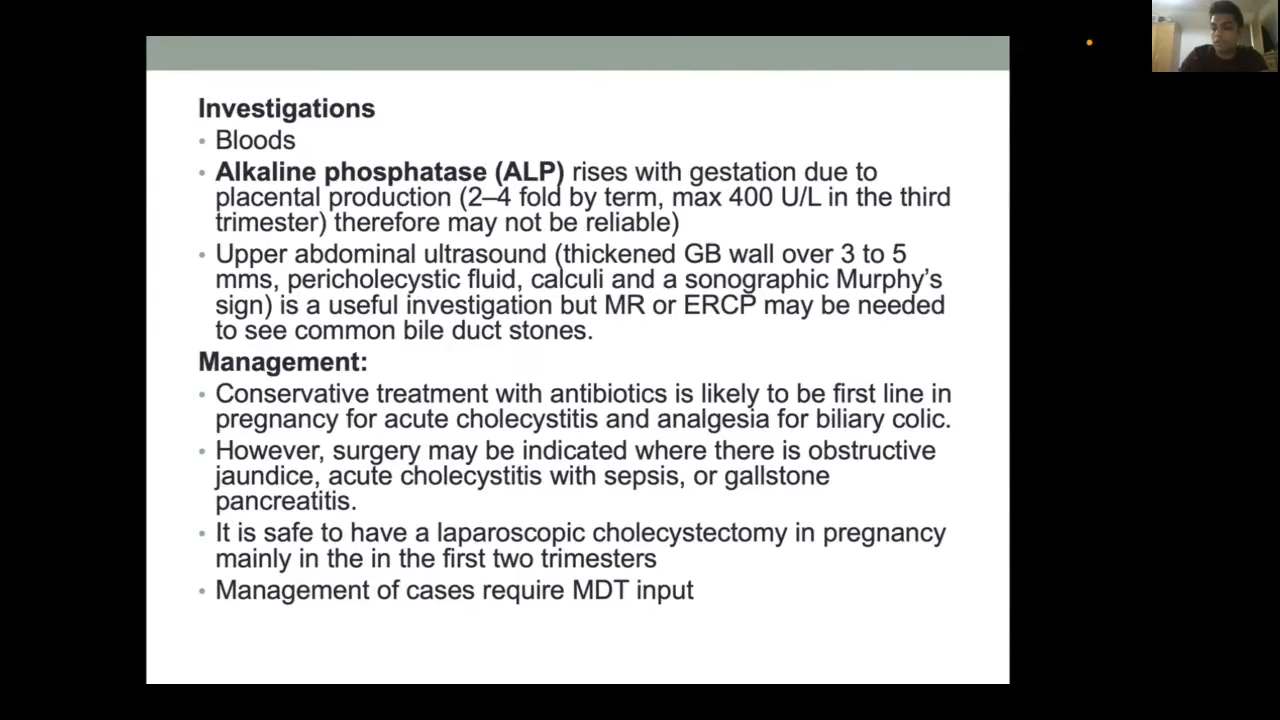 Investigations
• Bloods
• Alkaline phosphatase (ALP) rises with gestation due to
placental production (2–4 fold by term, max 400 U/L in the third
trimester) therefore may not be reliable)
• Upper abdominal ultrasound (thickened GB wall over 3 to 5
mms, pericholecystic fluid, calculi and a sonographic Murphy’s
sign) is a useful investigation but MR or ERCP may be needed
to see common bile duct stones.
Management:
• Conservative treatment with antibiotics is likely to be first line in
pregnancy for acute cholecystitis and analgesia for biliary colic.
• However, surgery may be indicated where there is obstructive
jaundice, acute cholecystitis with sepsis, or gallstone
pancreatitis.
• It is safe to have a laparoscopic cholecystectomy in pregnancy
mainly in the in the first two trimesters
• Management of cases require MDT input